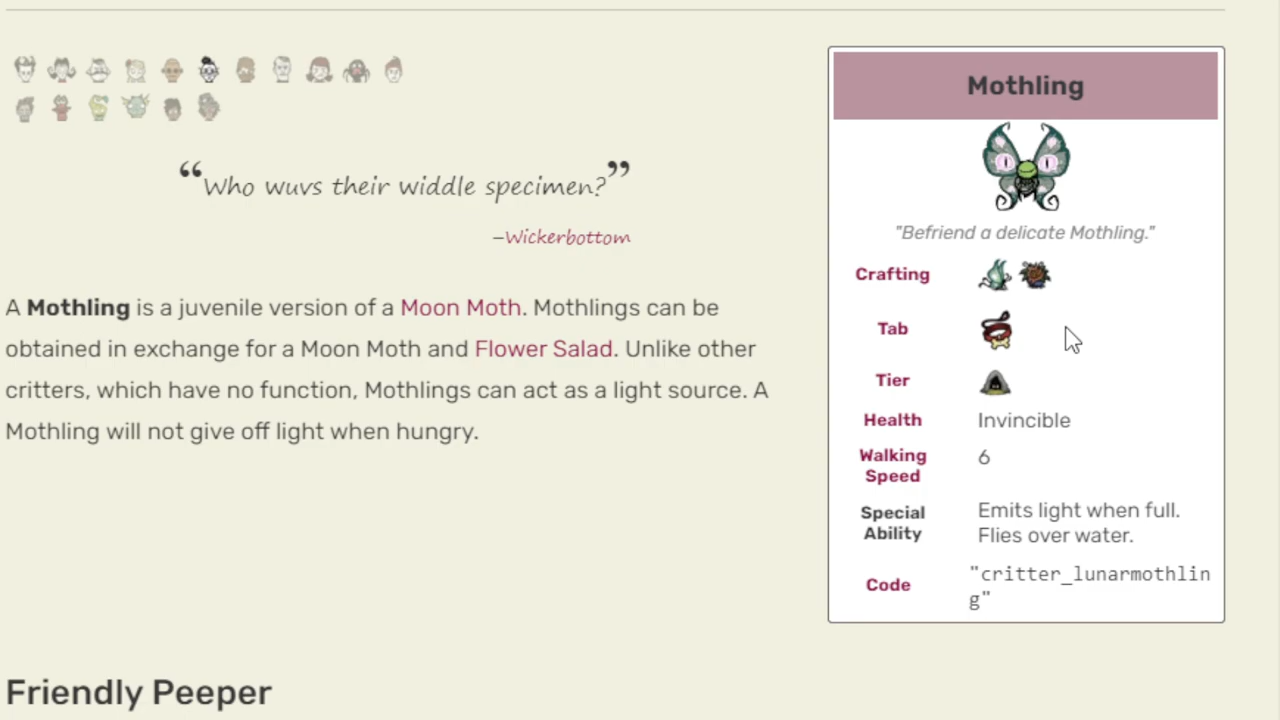 “Who wuvs their widdle specimen?”
–Wickerbottom
A Mothling is a juvenile version of a Moon Moth. Mothlings can be
obtained in exchange for a Moon Moth and Flower Salad. Unlike other
critters, which have no function, Mothlings can act as a light source. A
Mothling will not give off light when hungry.
Friendly Peeper
Mothling
"Befriend a delicate Mothling."
Crafting
Tab
Tier
Health Invincible
Walking Speed 6
Special Ability Emits light when full.
Flies over water.
Code "critter_lunarmothlin
g"